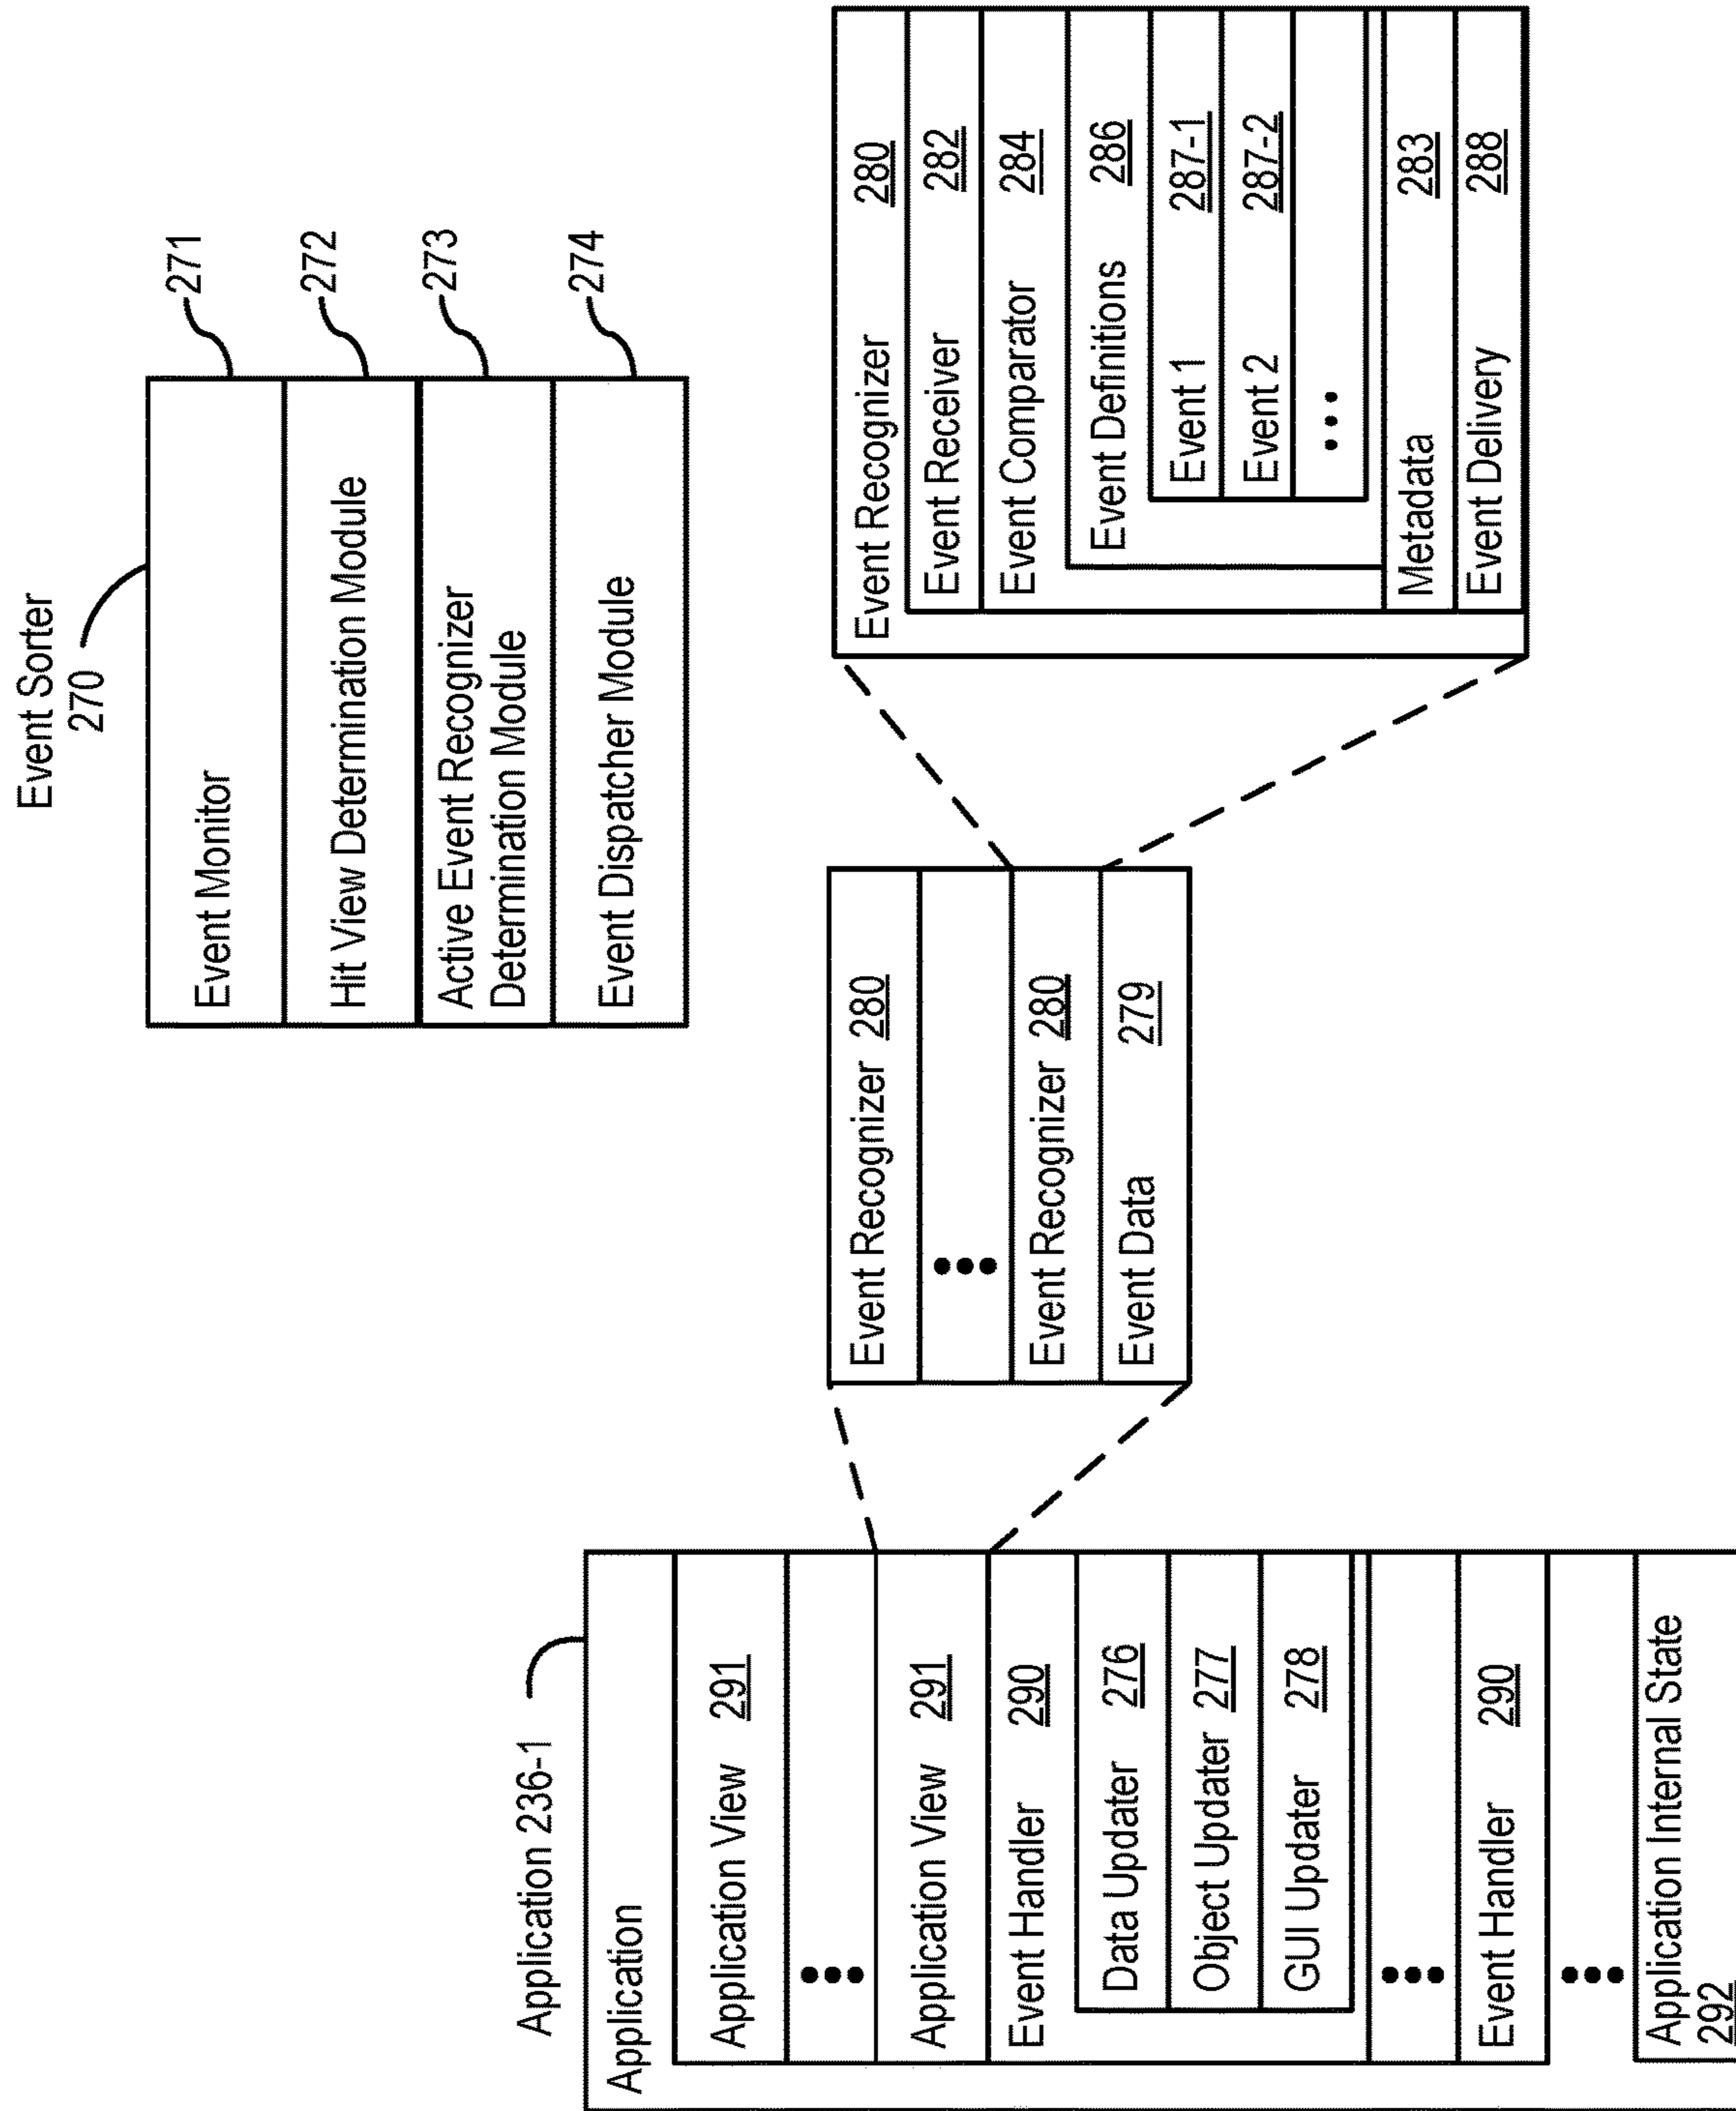 Event Sorter
270
Event Monitor
271
Hit View Determination Module
272
Active Event Recognizer
Determination Module
273
Event Dispatcher Module
274
Application 236-1
Application
Application View 291
•••
Application View 291
Event Handler 290
Data Updater 276
Object Updater 277
GUI Updater 278
•••
Event Handler 290
•••
Application Internal State
292
Event Recognizer 280
•••
Event Recognizer 280
Event Data 279
Event Recognizer 280
Event Receiver 282
Event Comparator 284
Event Definitions 286
Event 1 287-1
Event 2 287-2
•••
Metadata 283
Event Delivery 288